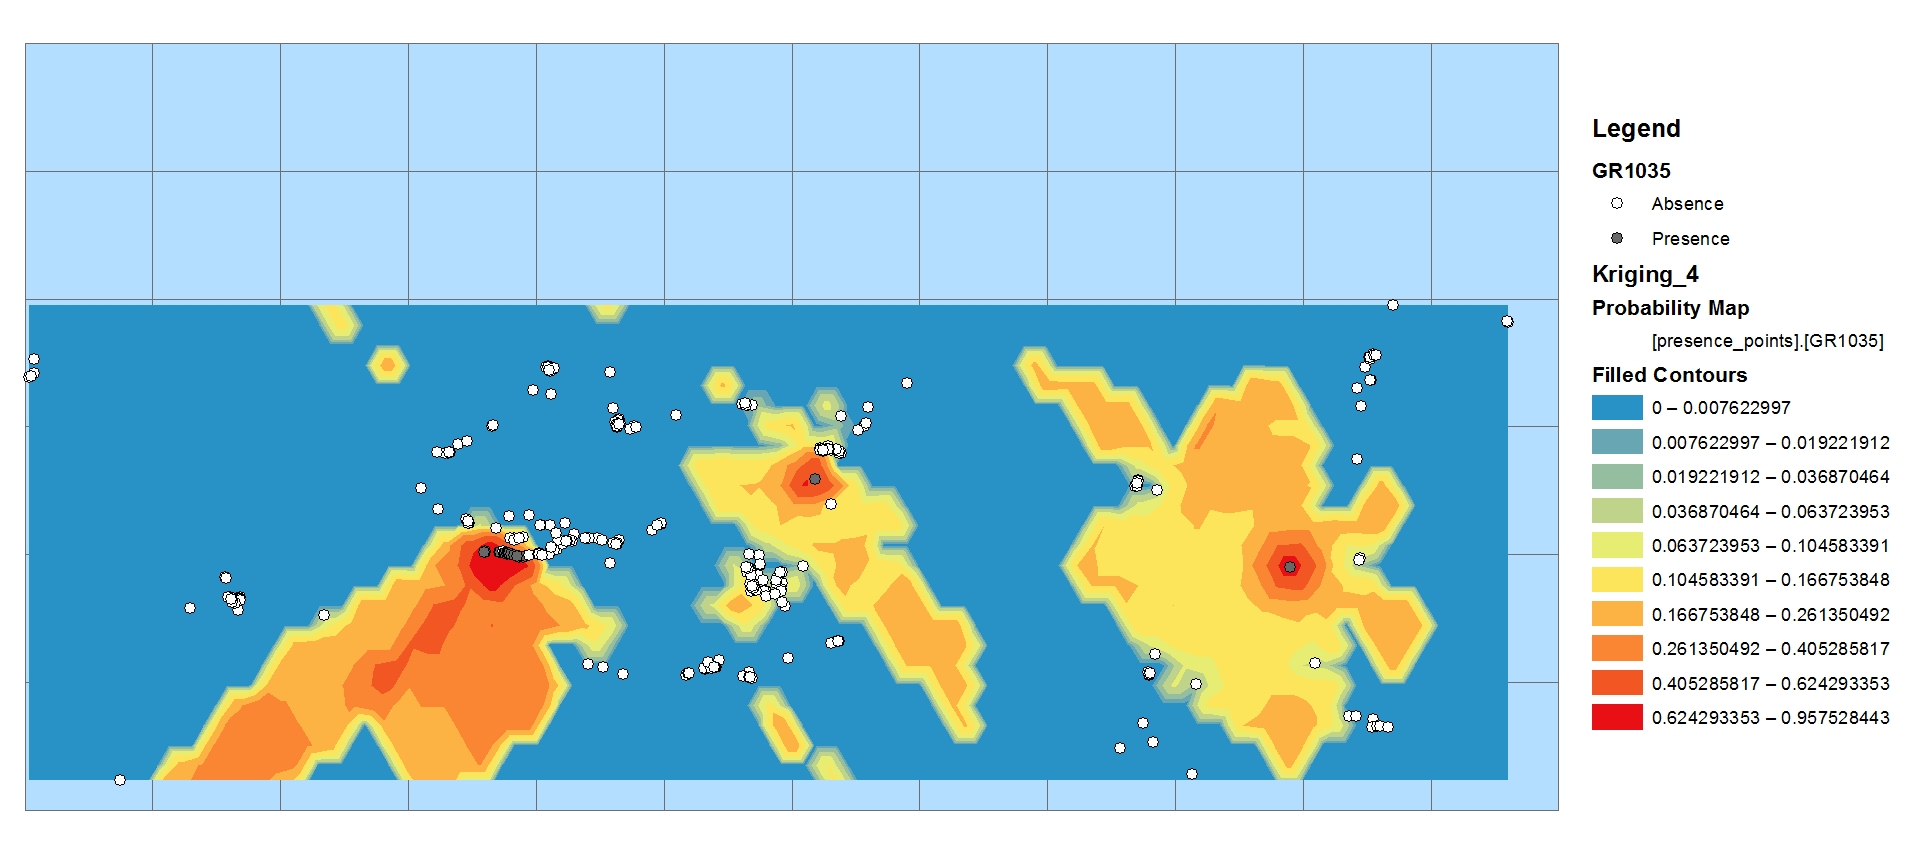 Legend
GR1035
Absence
Presence
Kriging_4
Probability Map
[presence_points].[GR1035]
Filled Contours
0 – 0.007622997
0.007622997 – 0.019221912
0.019221912 – 0.036870464
0.036870464 – 0.063723953
0.063723953 – 0.104583391
0.104583391 – 0.166753848
0.166753848 – 0.261350492
0.261350492 – 0.405285817
0.405285817 – 0.624293353
0.624293353 – 0.957528443